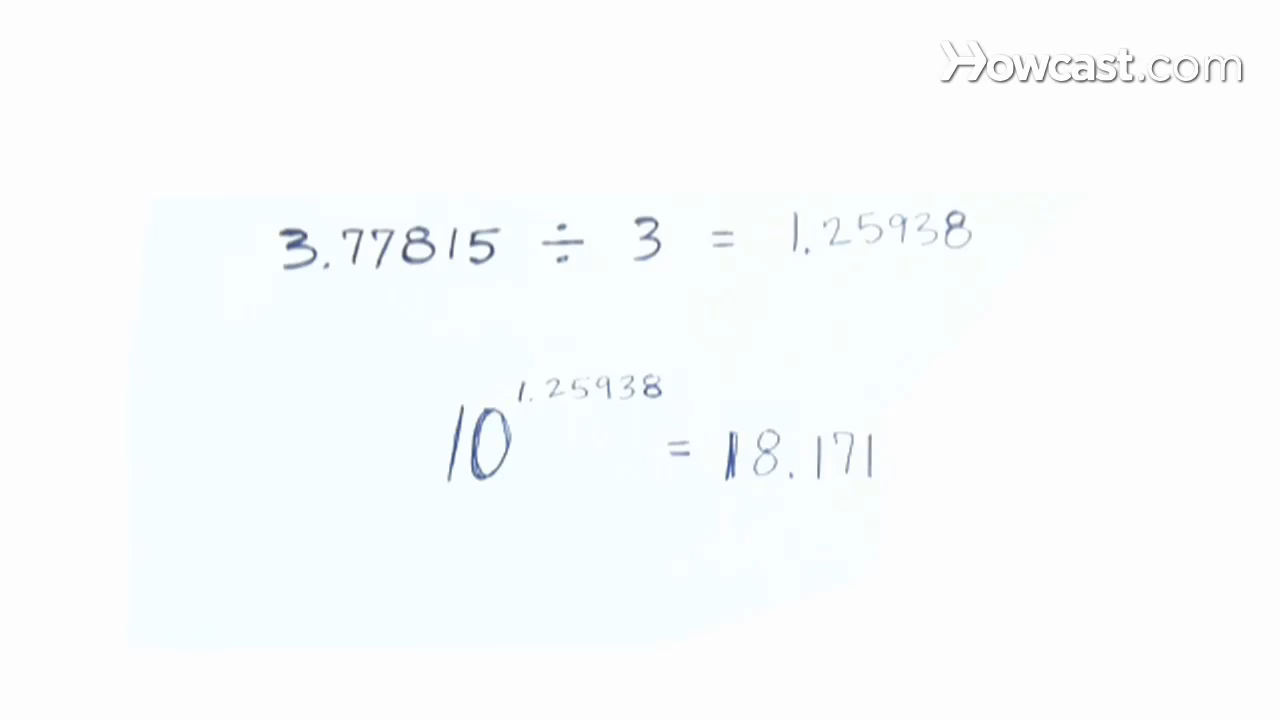 Howcast.com
3.77815 ÷ 3 = 1.25938
10^1.25938 = 18.171